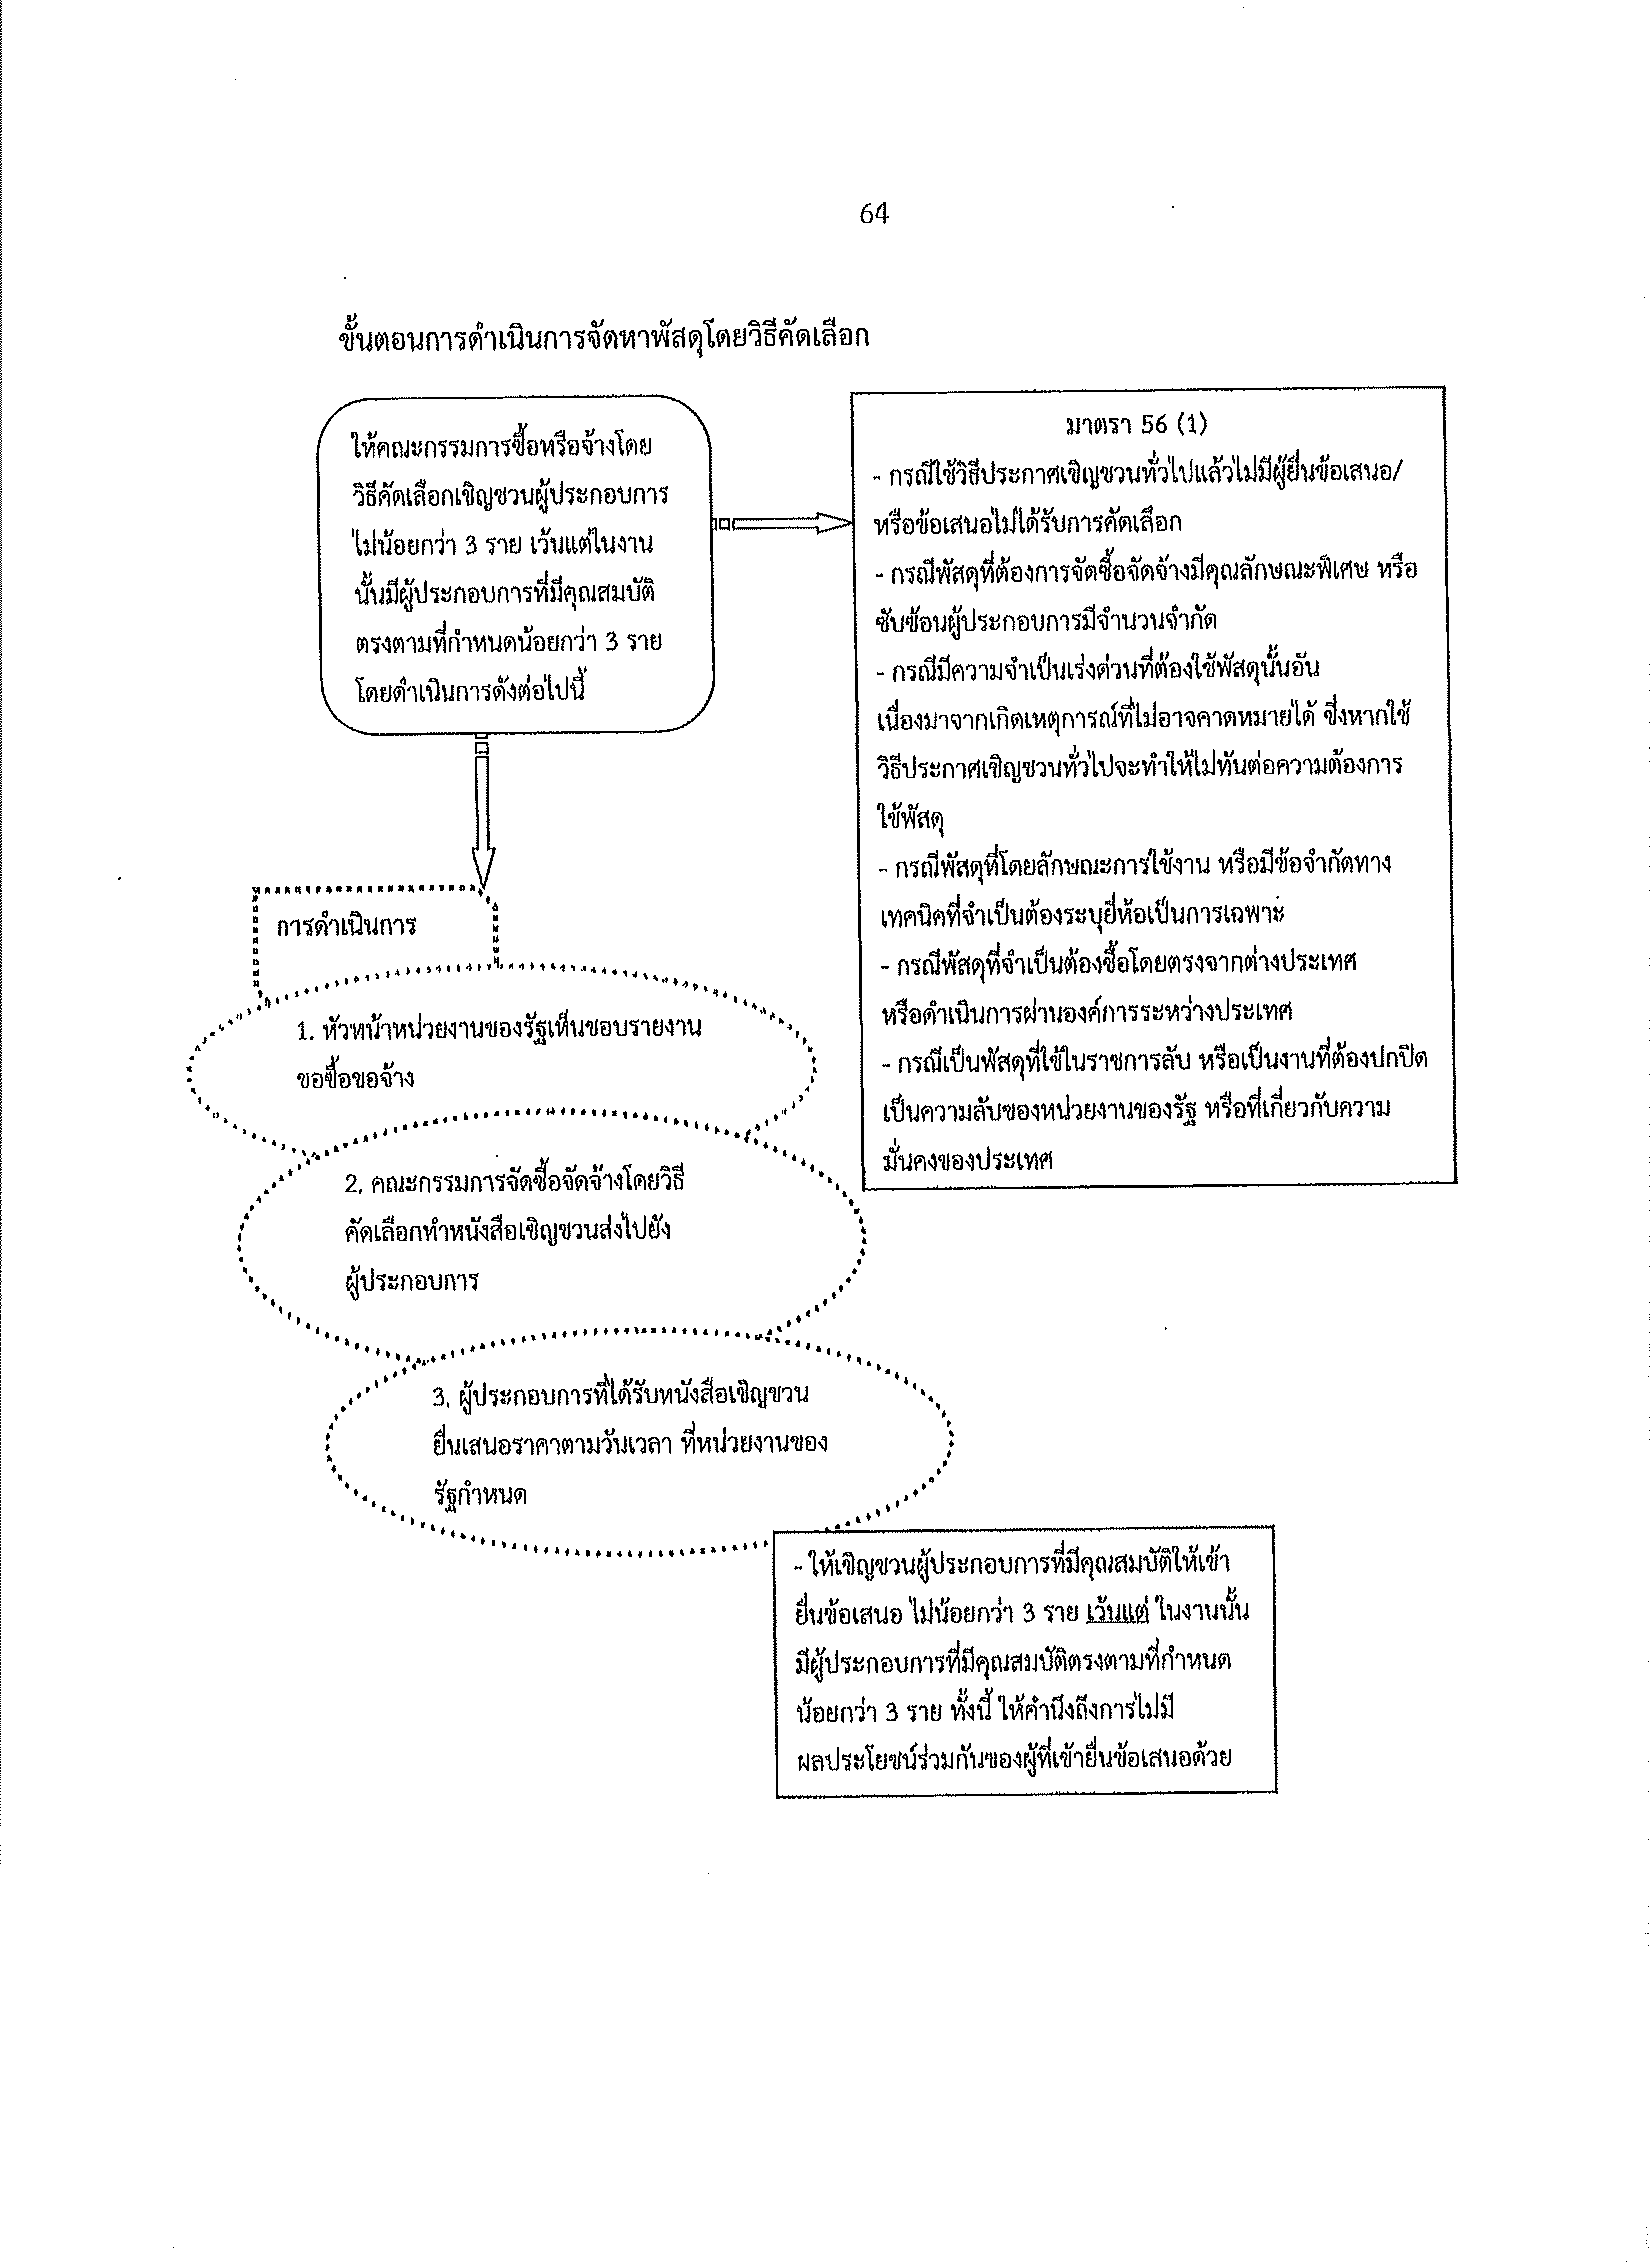 64
ขั้นตอนการดำเนินการจัดหาพัสดุโดยวิธีคัดเลือก
ให้คณะกรรมการซื้อหรือจ้างโดย
วิธีคัดเลือกเชิญชวนผู้ประกอบการ
ไม่น้อยกว่า 3 ราย เว้นแต่ในงาน
นั้นมีผู้ประกอบการที่มีคุณสมบัติ
ตรงตามที่กำหนดน้อยกว่า 3 ราย
โดยดำเนินการดังต่อไปนี้
มาตรา 56 (1)
- กรณีใช้วิธีประกาศเชิญชวนทั่วไปแล้วไม่มีผู้ยื่นข้อเสนอ/
หรือข้อเสนอไม่ได้รับการคัดเลือก
- กรณีพัสดุที่ต้องการจัดซื้อจัดจ้างมีคุณลักษณะพิเศษ หรือ
ซับซ้อนผู้ประกอบการมีจำนวนจำกัด
- กรณีมีความจำเป็นเร่งด่วนที่ต้องใช้พัสดุนั้นอัน
เนื่องมาจากเกิดเหตุการณ์ที่ไม่อาจคาดหมายได้ ซึ่งหากใช้
วิธีประกาศเชิญชวนทั่วไปจะทำให้ไม่ทันต่อความต้องการ
ใช้พัสดุ
- กรณีพัสดุที่โดยลักษณะการใช้งาน หรือมีข้อจำกัดทาง
เทคนิคที่จำเป็นต้องระบุยี่ห้อเป็นการเฉพาะ
- กรณีพัสดุที่จำเป็นต้องซื้อโดยตรงจากต่างประเทศ
หรือดำเนินการผ่านองค์การระหว่างประเทศ
- กรณีเป็นพัสดุที่ใช้ในราชการลับ หรือเป็นงานที่ต้องปกปิด
เป็นความลับของหน่วยงานของรัฐ หรือที่เกี่ยวกับความ
มั่นคงของประเทศ
การดำเนินการ
1. หัวหน้าหน่วยงานของรัฐเห็นชอบรายงาน
ขอซื้อขอจ้าง
2. คณะกรรมการจัดซื้อจัดจ้างโดยวิธี
คัดเลือกทำหนังสือเชิญชวนส่งไปยัง
ผู้ประกอบการ
3. ผู้ประกอบการที่ได้รับหนังสือเชิญชวน
ยื่นเสนอราคาตามวันเวลา ที่หน่วยงานของ
รัฐกำหนด
- ให้เชิญชวนผู้ประกอบการที่มีคุณสมบัติให้เข้า
ยื่นข้อเสนอ ไม่น้อยกว่า 3 ราย เว้นแต่ ในงานนั้น
มีผู้ประกอบการที่มีคุณสมบัติตรงตามที่กำหนด
น้อยกว่า 3 ราย ทั้งนี้ ให้คำนึงถึงการไม่มี
ผลประโยชน์ร่วมกันของผู้ที่เข้ายื่นข้อเสนอด้วย